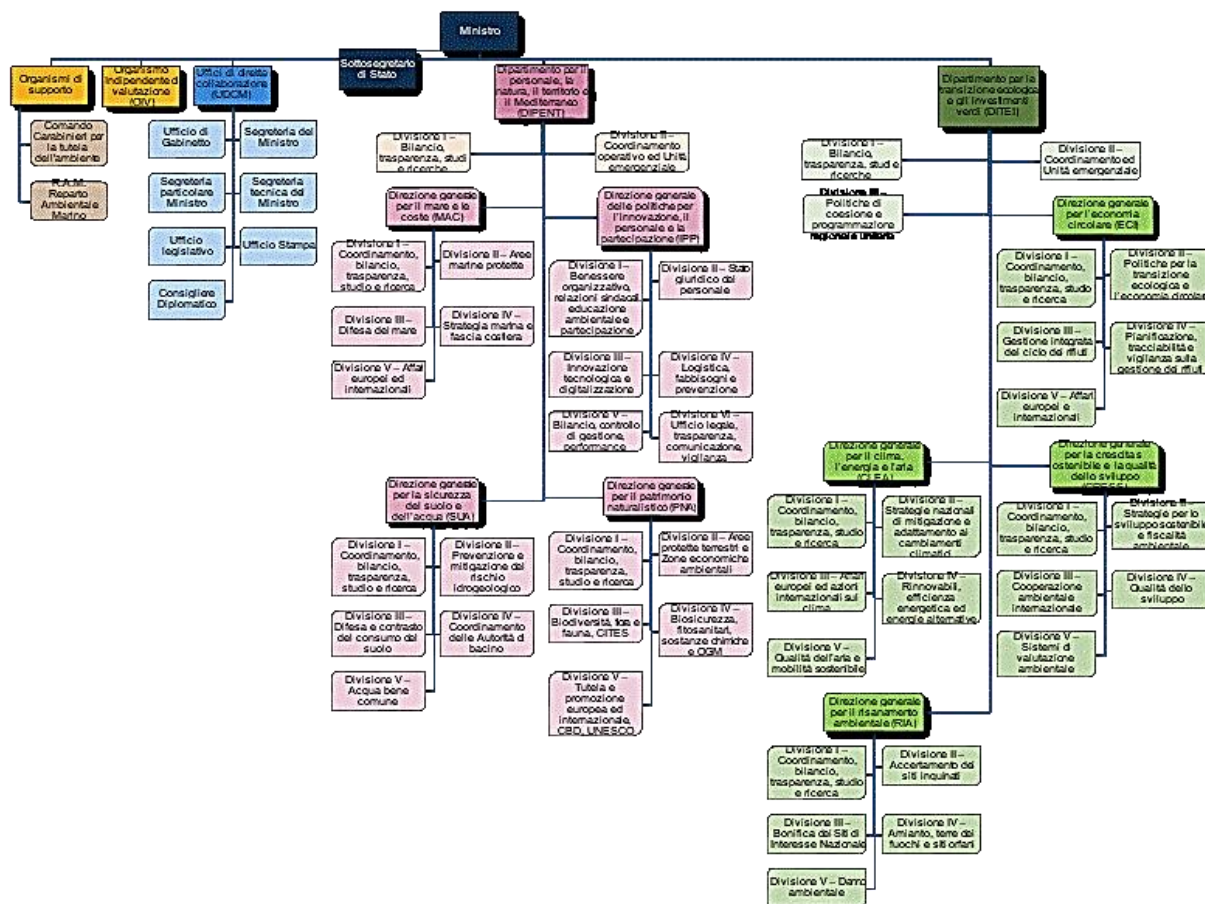 Ministro
Sottosegretario
di Stato
Organismi di
supporto
Organismo
indipendente di
valutazione (OIV)
Uffici di diretta
collaborazione
(UDCM)
Dipartimento per il
personale, la
natura, il territorio e
il Mediterraneo
(DIPENT)
Dipartimento per la
transizione ecologica
e gli investimenti
verdi (DITEI)
Comando
Carabinieri per
la tutela
dell'ambiente
R.A.M.
Reparto
Ambientale
Marino
Ufficio di
Gabinetto
Segreteria del
Ministro
Segreteria
particolare
Ministro
Segreteria
tecnica del
Ministro
Ufficio
legislativo
Ufficio Stampa
Consigliere
Diplomatico
Divisione I –
Bilancio,
trasparenza, studi
e ricerche
Divisione II –
Coordinamento
operativo ed Unità
emergenziale
Direzione generale
per il mare e le
coste (MAC)
Divisione I –
Coordinamento,
bilancio,
trasparenza,
studio e ricerca
Divisione II – Aree
marine protette
Divisione III –
Difesa del mare
Divisione IV –
Strategia marina e
fascia costiera
Divisione V – Affari
europei ed
internazionali
Direzione generale
delle politiche per
l'innovazione, il
personale e la
partecipazione (IPP)
Divisione I –
Benessere
organizzativo,
relazioni sindacali,
educazione
ambientale e
partecipazione
Divisione II – Stato
giuridico del
personale
Divisione III –
Innovazione
tecnologica e
digitalizzazione
Divisione IV –
Logistica,
fabbisogni e
prevenzione
Divisione V –
Bilancio, controllo
di gestione,
performance
Divisione VI –
Ufficio legale,
trasparenza,
comunicazione,
vigilanza
Direzione generale
per la sicurezza
del suolo e
dell'acqua (SUA)
Divisione I –
Coordinamento,
bilancio,
trasparenza,
studio e ricerca
Divisione II –
Prevenzione e
mitigazione del
rischio
idrogeologico
Divisione III –
Difesa e contrasto
del consumo del
suolo
Divisione IV –
Coordinamento
delle Autorità di
bacino
Divisione V –
Acqua bene
comune
Direzione generale
per il patrimonio
naturalistico (PNA)
Divisione I –
Coordinamento,
bilancio,
trasparenza,
studio e ricerca
Divisione II – Aree
protette terrestri e
Zone economiche
ambientali
Divisione III –
Biodiversità, flora e
fauna, CITES
Divisione IV –
Biosicurezza,
fitosanitari,
sostanze chimiche
e OGM
Divisione V –
Tutela e
promozione
europea ed
internazionale,
CBD, UNESCO
Divisione I –
Bilancio,
trasparenza, studi e
ricerche
Divisione II –
Coordinamento ed
Unità emergenziale
Divisione III –
Politiche di
coesione e
programmazione
regionale unitaria
Direzione generale
per l'economia
circolare (ECI)
Divisione I –
Coordinamento,
bilancio,
trasparenza, studio
e ricerca
Divisione II –
Politiche per la
transizione
ecologica e
l'economia circolare
Divisione III –
Gestione integrata
del ciclo dei rifiuti
Divisione IV –
Pianificazione,
tracciabilità e
vigilanza sulla
gestione dei rifiuti
Divisione V – Affari
europei e
internazionali
Direzione generale
per il clima,
l'energia e l'aria
(CLEA)
Divisione I –
Coordinamento,
bilancio,
trasparenza, studio
e ricerca
Divisione II –
Strategie nazionali
di mitigazione e
adattamento ai
cambiamenti
climatici
Divisione III – Affari
europei ed azioni
internazionali sul
clima
Divisione IV –
Rinnovabili,
efficienza
energetica ed
energie alternative
Divisione V –
Qualità dell'aria e
mobilità sostenibile
Direzione generale
per la crescita
sostenibile e la qualità
dello sviluppo
(CRESS)
Divisione I –
Coordinamento,
bilancio,
trasparenza, studio
e ricerca
Divisione II –
Strategie per lo
sviluppo sostenibile
e fiscalità
ambientale
Divisione III –
Cooperazione
ambientale
internazionale
Divisione IV –
Qualità dello
sviluppo
Divisione V –
Sistemi di
valutazione
ambientale
Direzione generale
per il risanamento
ambientale (RIA)
Divisione I –
Coordinamento,
bilancio,
trasparenza, studio
e ricerca
Divisione II –
Accertamento dei
siti inquinati
Divisione III –
Bonifica dei Siti di
Interesse Nazionale
Divisione IV –
Amianto, terre dei
fuochi e siti orfani
Divisione V – Danno
ambientale